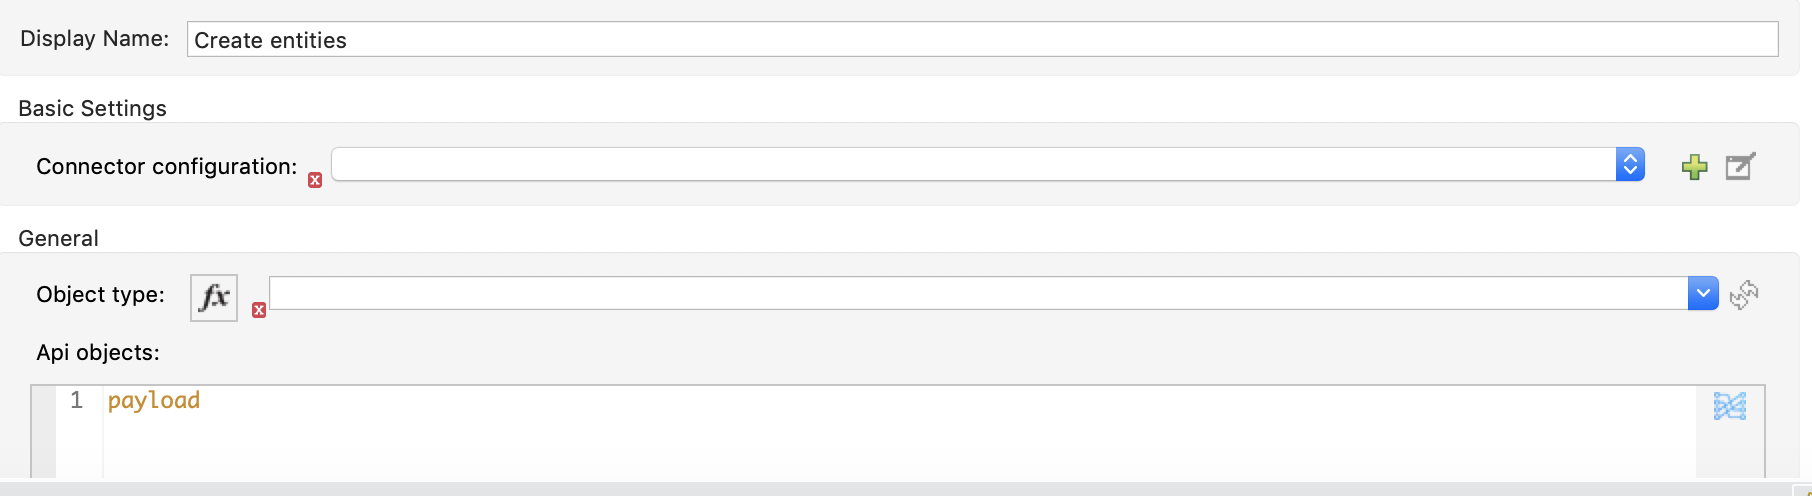 Display Name: Create entities
Basic Settings
Connector configuration:
General
Object type: fx
Api objects:
1 payload